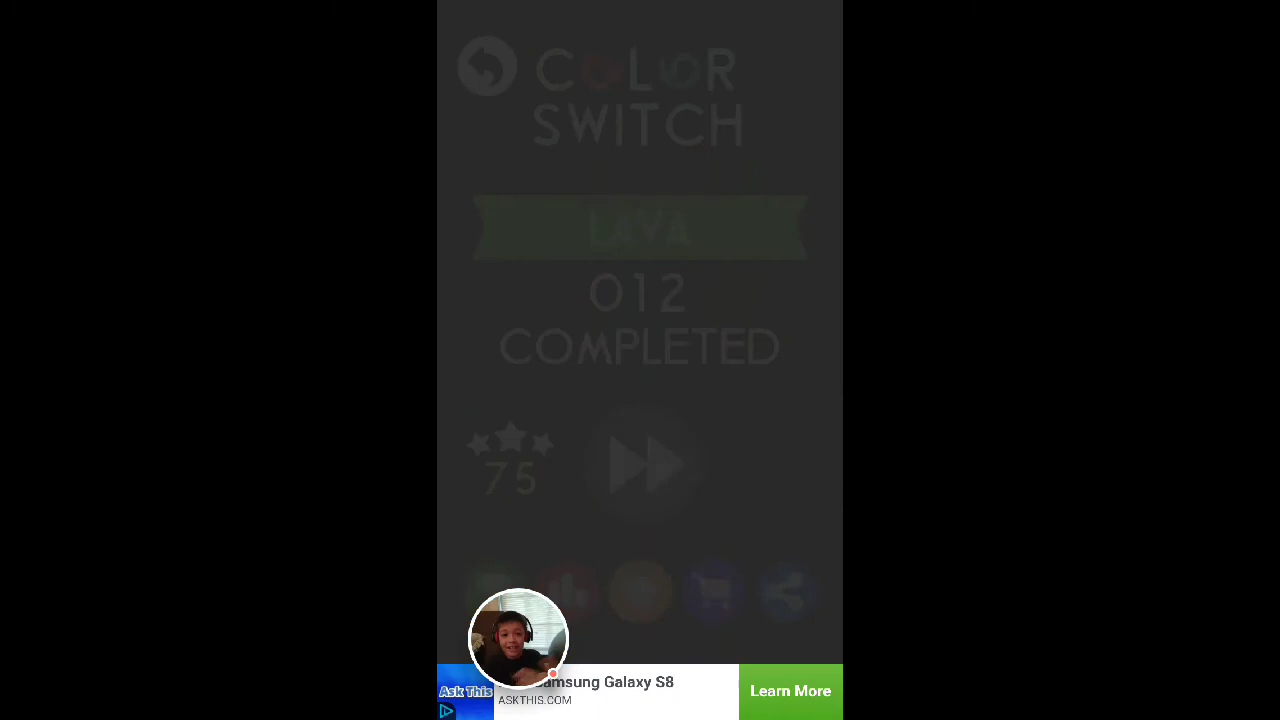 COLOR
SWITCH
LAVA
012
COMPLETED
75
Ask This
Samsung Galaxy S8
ASKTHIS.COM
Learn More